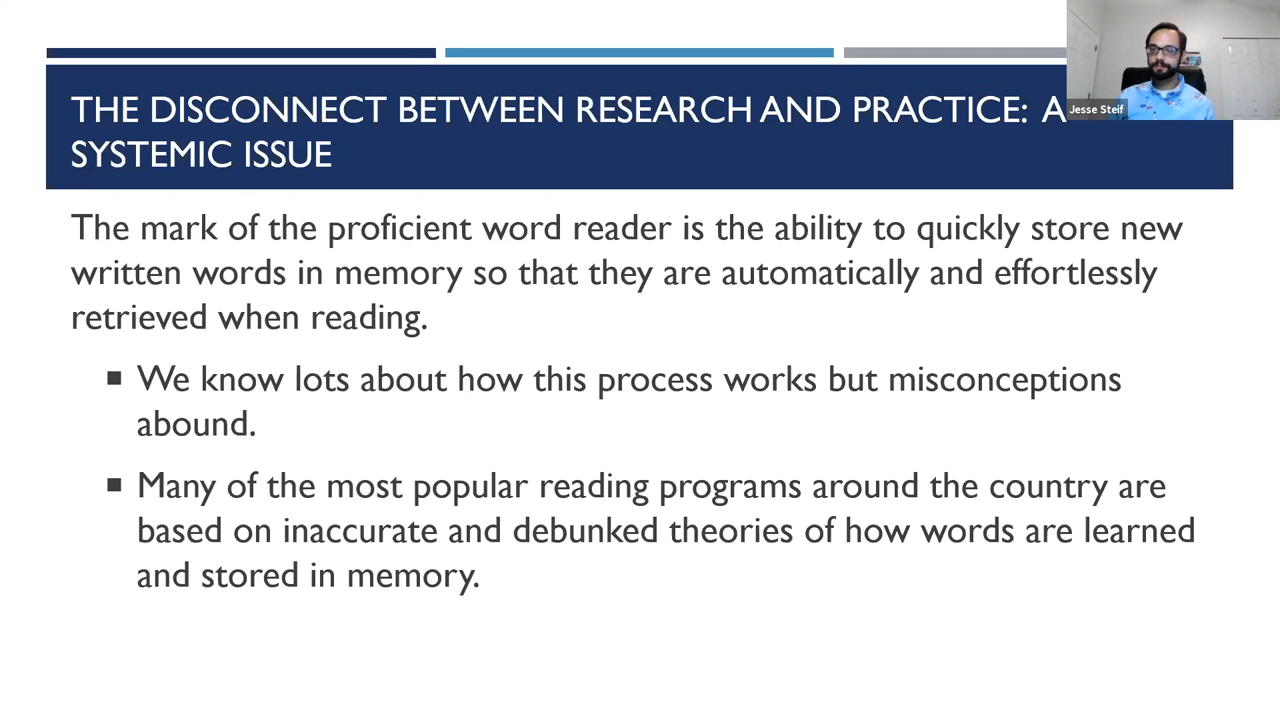 THE DISCONNECT BETWEEN RESEARCH AND PRACTICE: A
SYSTEMIC ISSUE
Jesse Steif
The mark of the proficient word reader is the ability to quickly store new
written words in memory so that they are automatically and effortlessly
retrieved when reading.
▪ We know lots about how this process works but misconceptions
abound.
▪ Many of the most popular reading programs around the country are
based on inaccurate and debunked theories of how words are learned
and stored in memory.